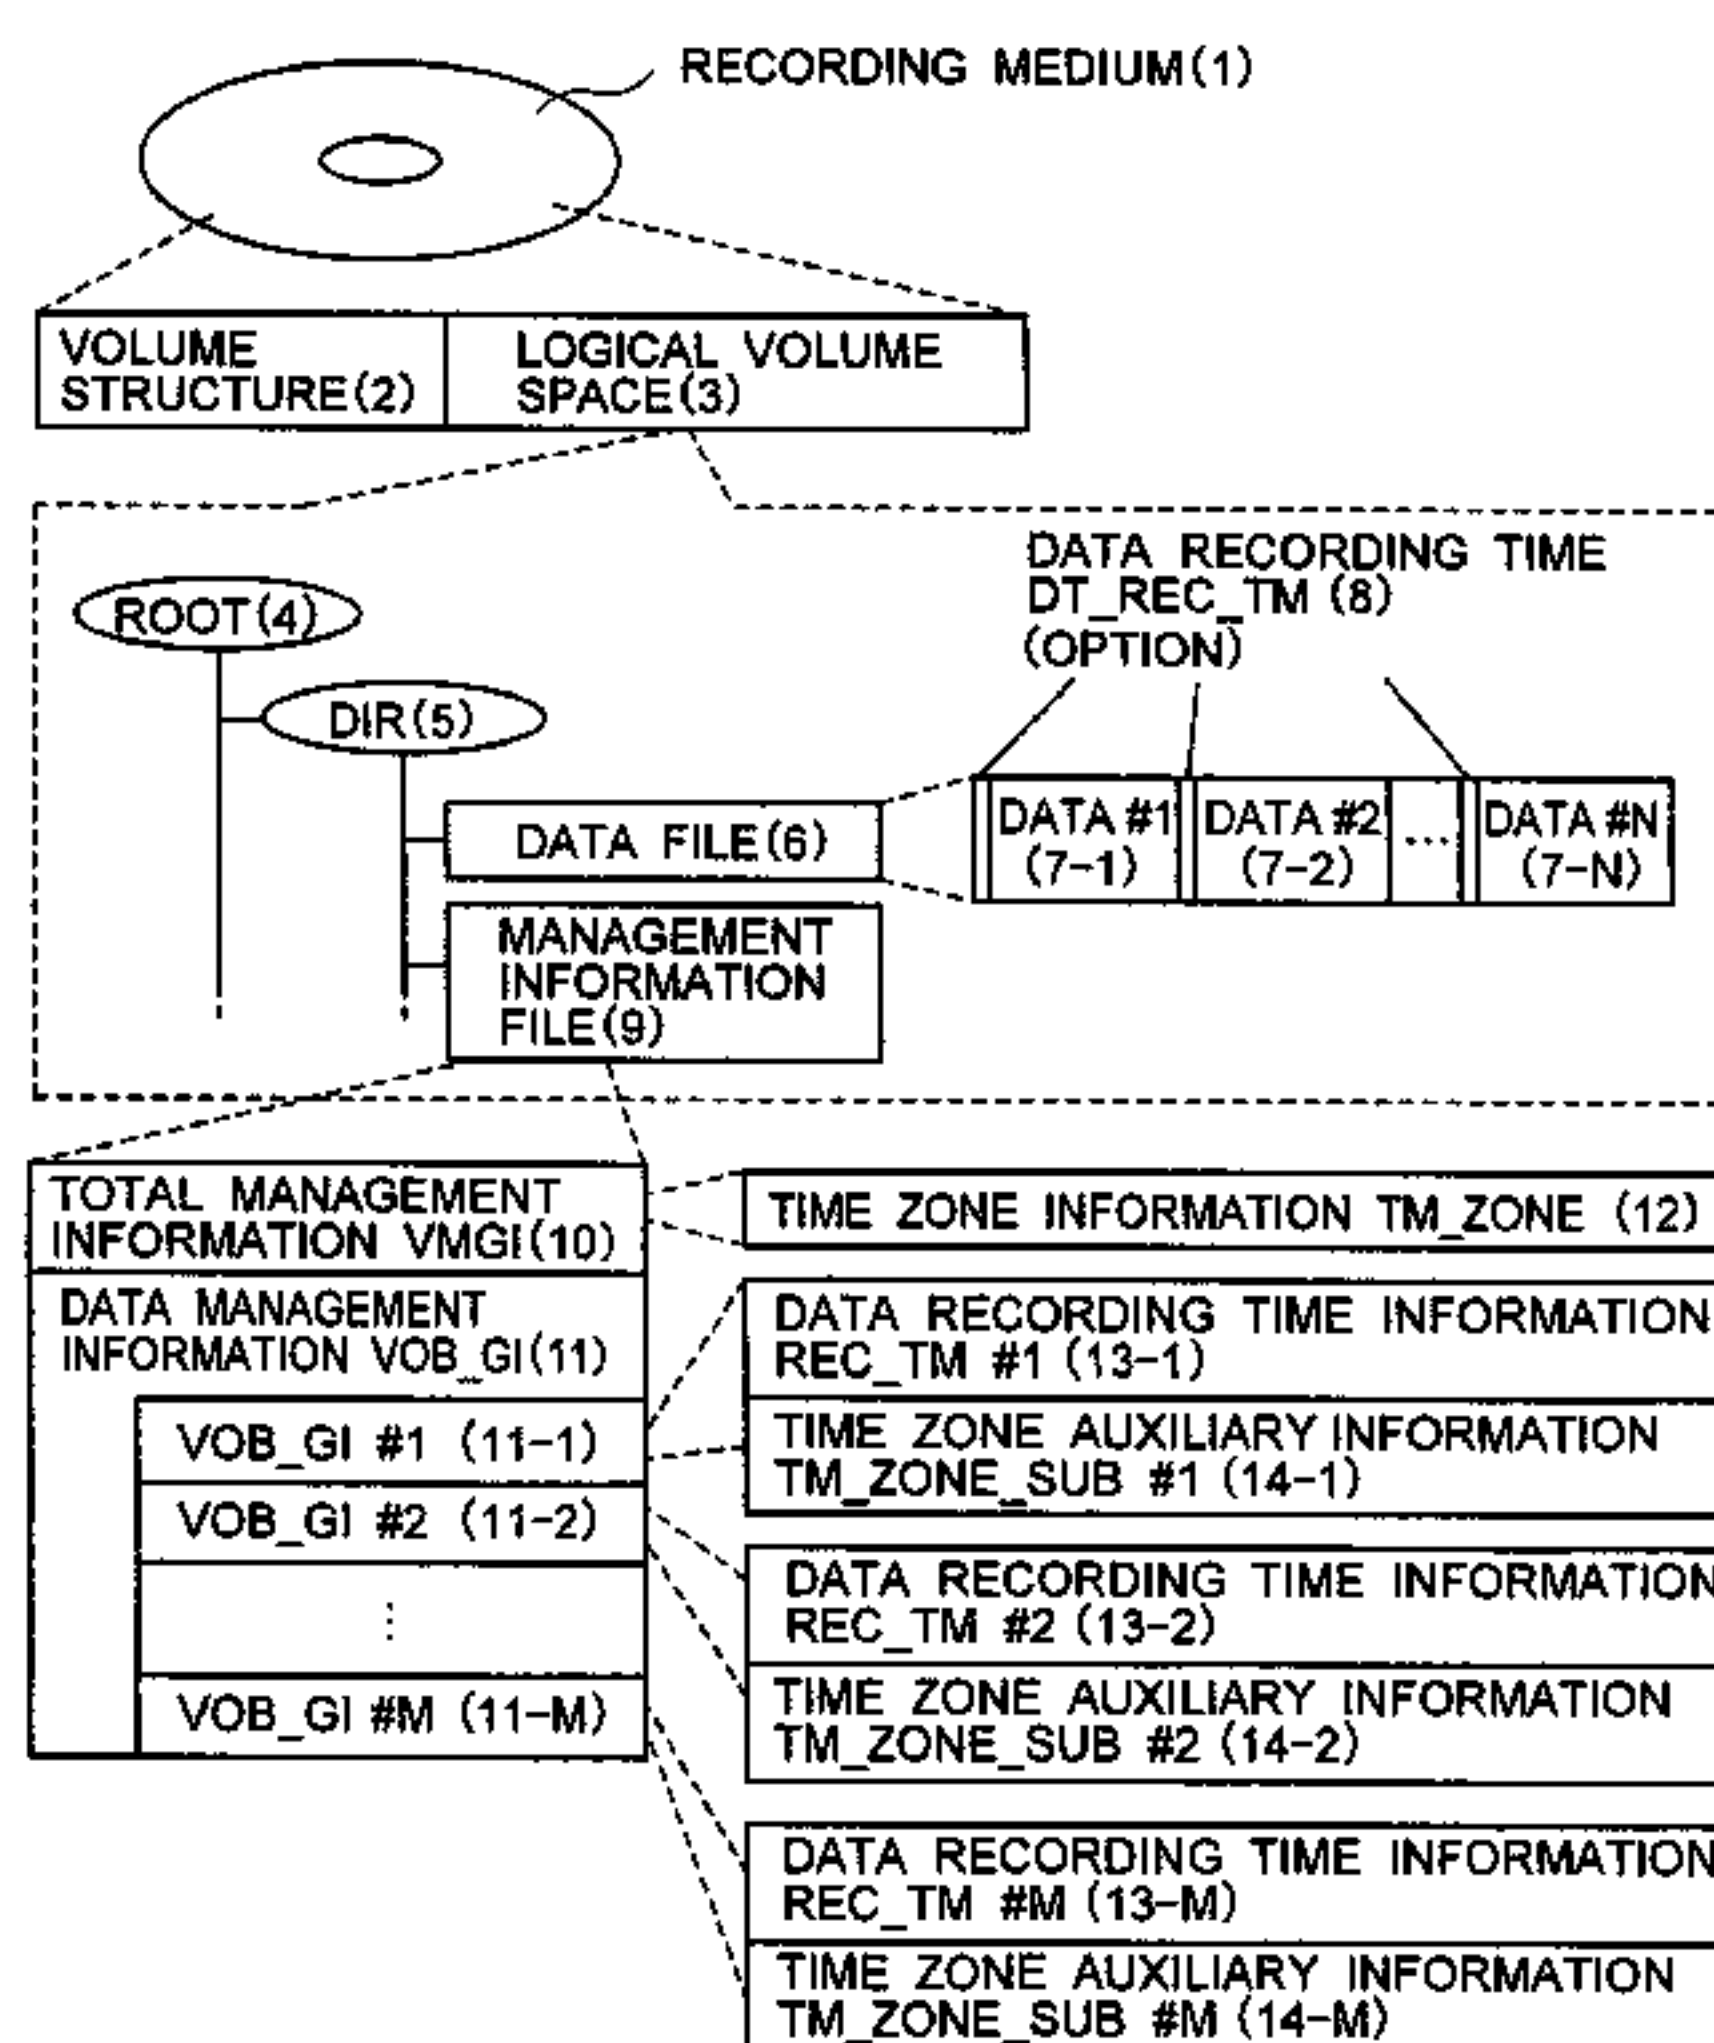 RECORDING MEDIUM(1)
VOLUME
STRUCTURE(2)
LOGICAL VOLUME
SPACE(3)
DATA RECORDING TIME
DT_REC_TM (8)
(OPTION)
ROOT(4)
DIR(5)
DATA FILE(6)
DATA #1
(7-1)
DATA #2
(7-2)
...
DATA #N
(7-N)
MANAGEMENT
INFORMATION
FILE(9)
TOTAL MANAGEMENT
INFORMATION VMGI(10)
TIME ZONE INFORMATION TM_ZONE (12)
DATA MANAGEMENT
INFORMATION VOB_GI(11)
VOB_GI #1 (11-1)
VOB_GI #2 (11-2)
⋮
VOB_GI #M (11-M)
DATA RECORDING TIME INFORMATION
REC_TM #1 (13-1)
TIME ZONE AUXILIARY INFORMATION
TM_ZONE_SUB #1 (14-1)
DATA RECORDING TIME INFORMATION
REC_TM #2 (13-2)
TIME ZONE AUXILIARY INFORMATION
TM_ZONE_SUB #2 (14-2)
DATA RECORDING TIME INFORMATION
REC_TM #M (13-M)
TIME ZONE AUXILIARY INFORMATION
TM_ZONE_SUB #M (14-M)